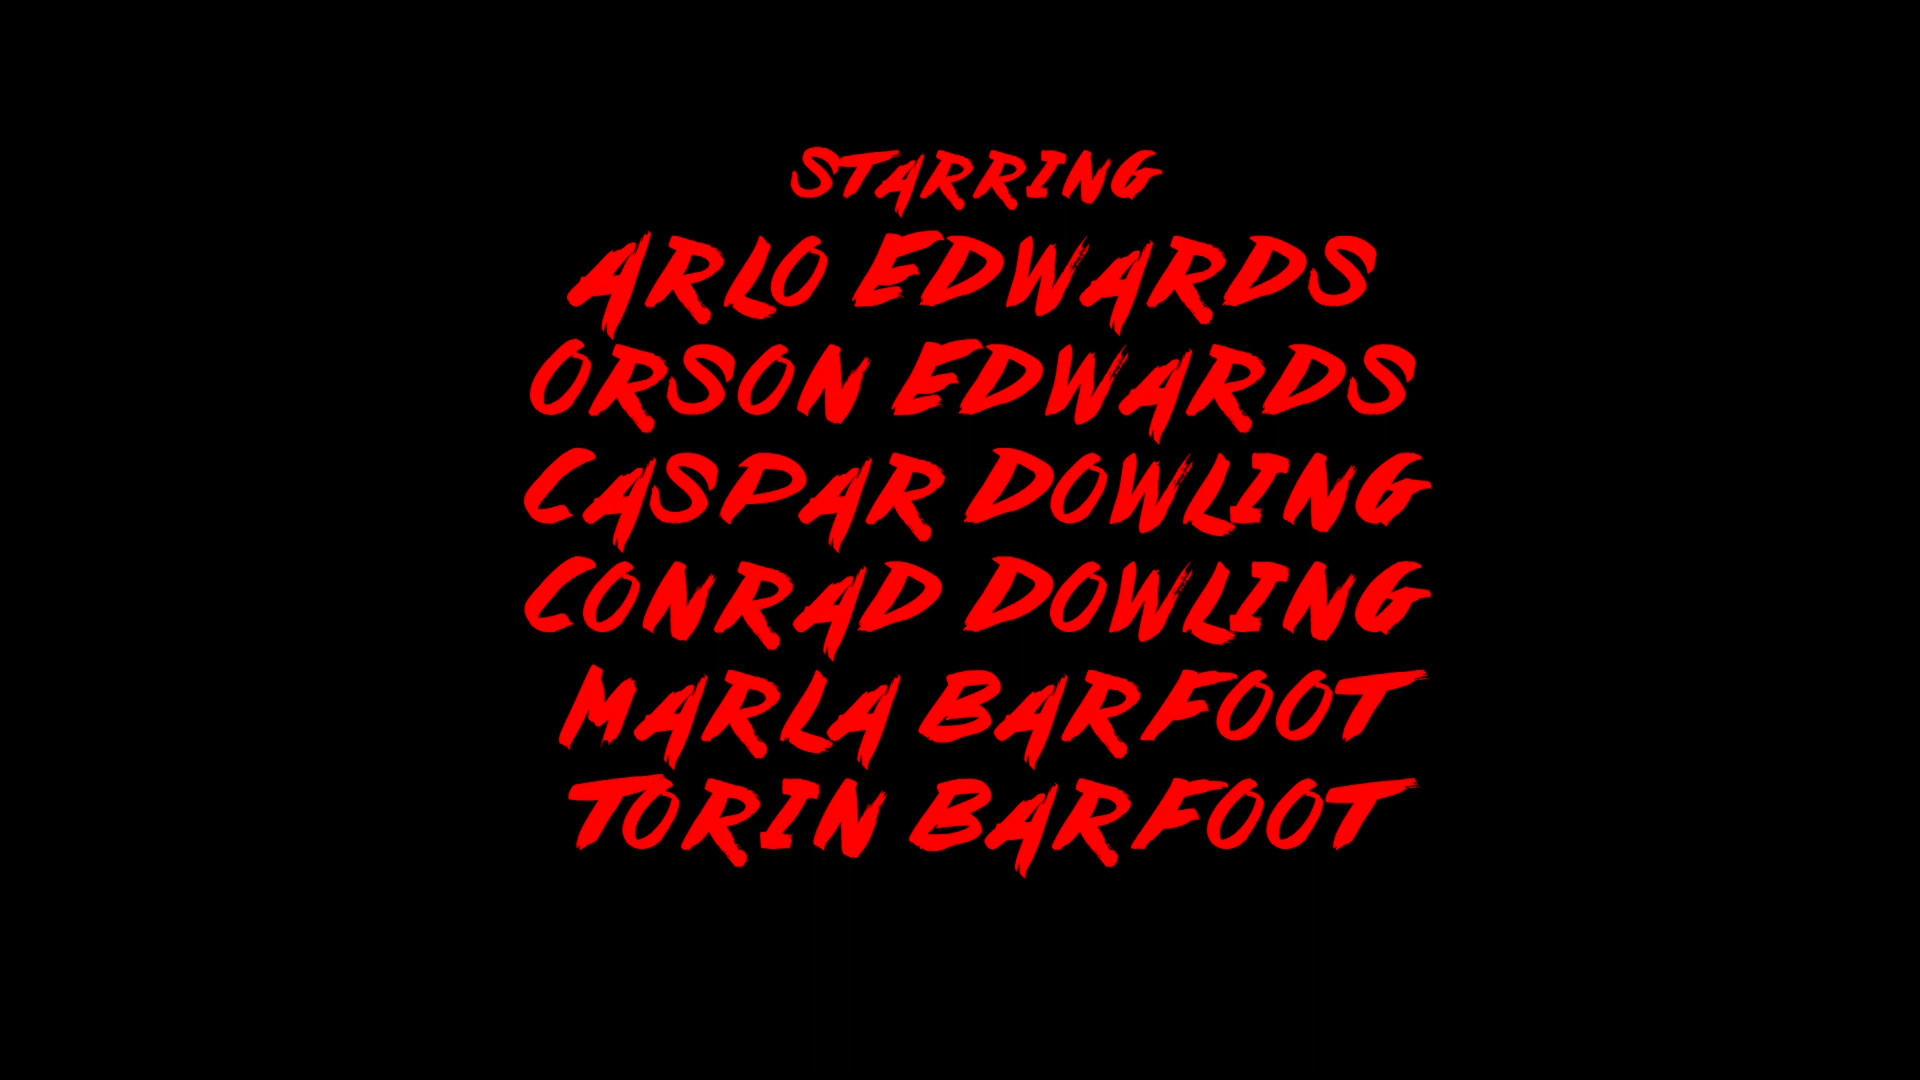 STARRING
ARLO EDWARDS
ORSON EDWARDS
CASPAR DOWLING
CONRAD DOWLING
MARLA BARFOOT
TORIN BARFOOT